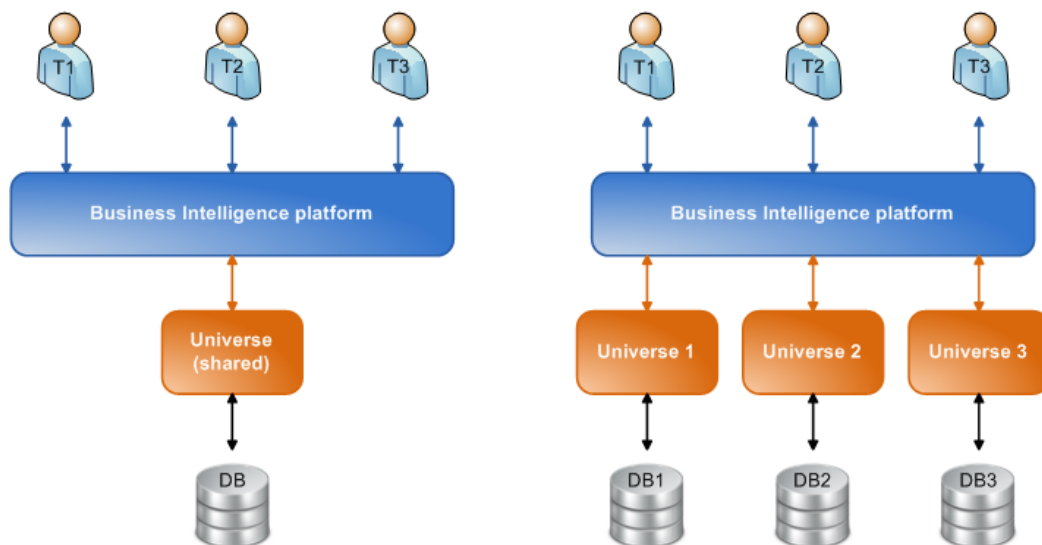 T1 T2 T3 T1 T2 T3
Business Intelligence platform Business Intelligence platform
Universe
(shared)
Universe 1 Universe 2 Universe 3
DB DB1 DB2 DB3